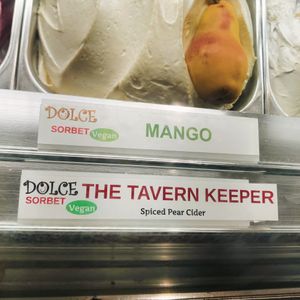 DOLCE
SORBET Vegan MANGO
DOLCE THE TAVERN KEEPER
SORBET Vegan Spiced Pear Cider